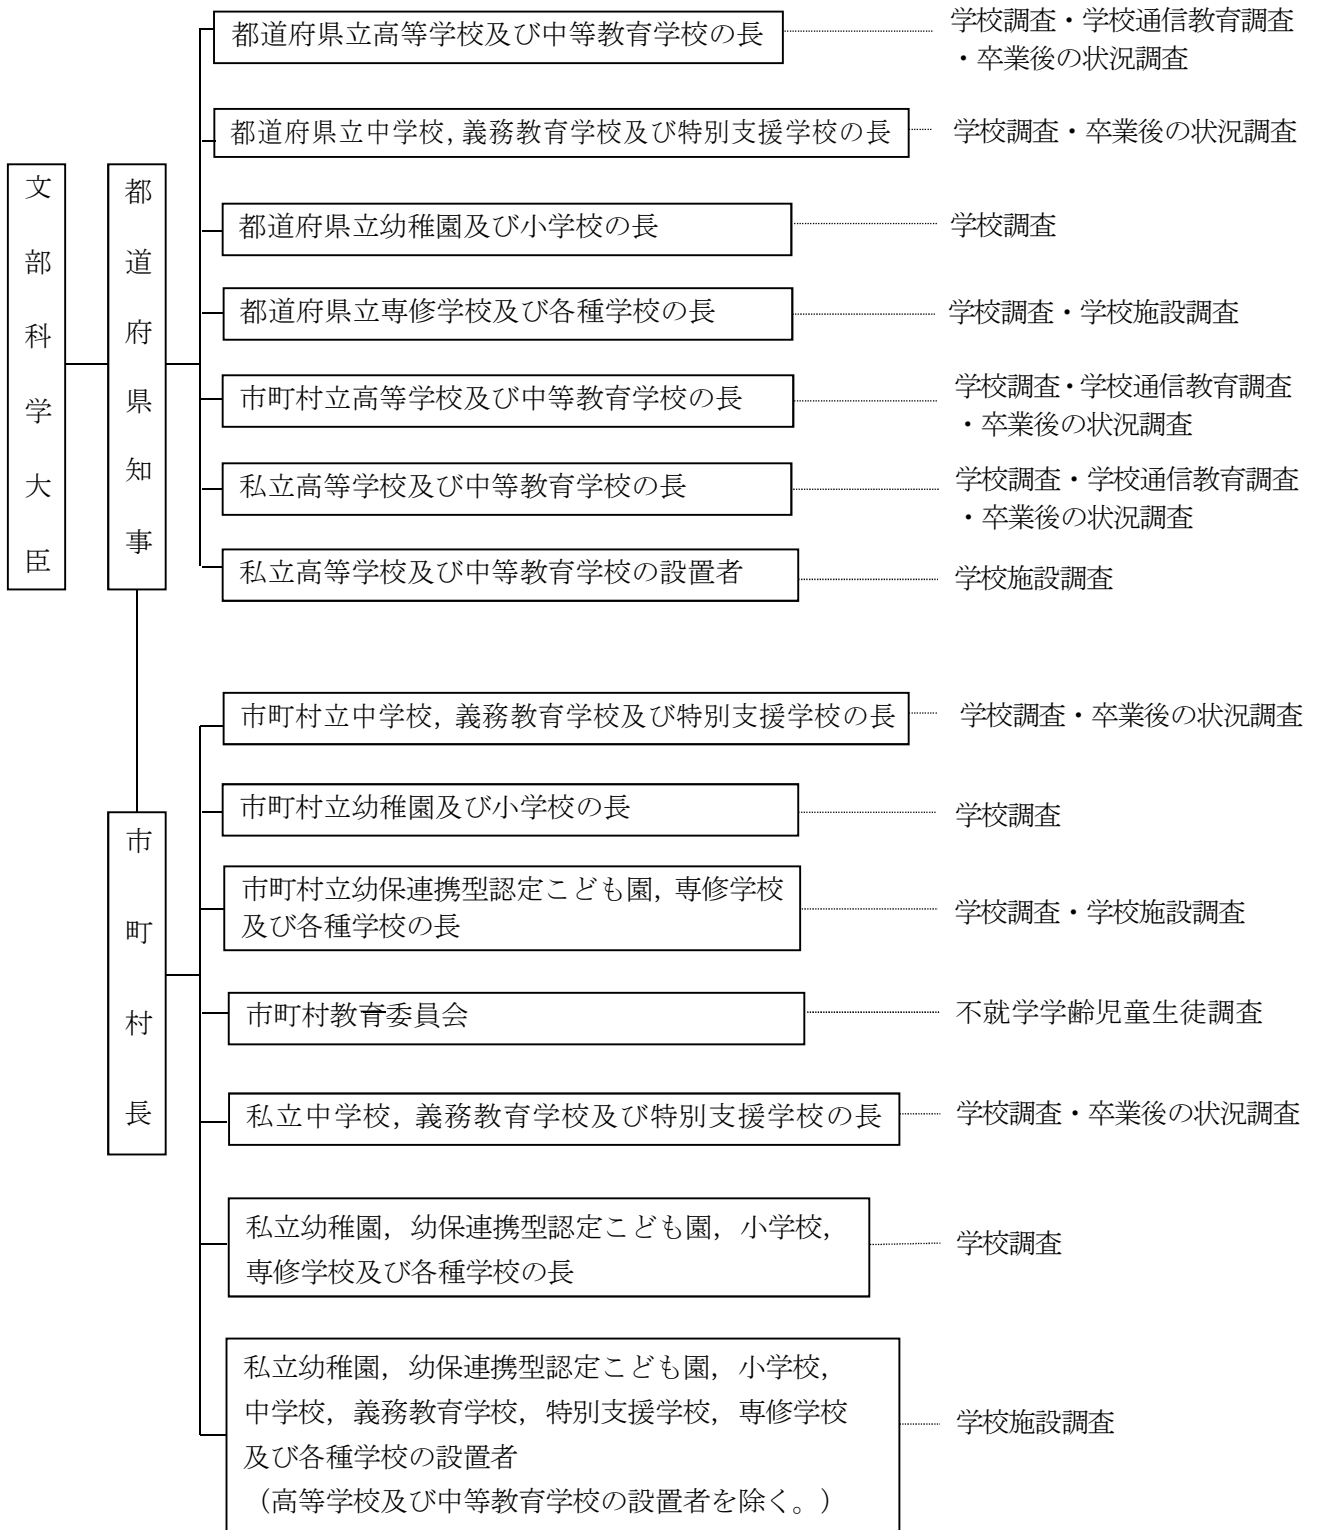 文部科学大臣
都道府県知事
都道府県立高等学校及び中等教育学校の長
学校調査・学校通信教育調査
・卒業後の状況調査
都道府県立中学校，義務教育学校及び特別支援学校の長
学校調査・卒業後の状況調査
都道府県立幼稚園及び小学校の長
学校調査
都道府県立専修学校及び各種学校の長
学校調査・学校施設調査
市町村立高等学校及び中等教育学校の長
学校調査・学校通信教育調査
・卒業後の状況調査
私立高等学校及び中等教育学校の長
学校調査・学校通信教育調査
・卒業後の状況調査
私立高等学校及び中等教育学校の設置者
学校施設調査
市町村長
市町村立中学校，義務教育学校及び特別支援学校の長
学校調査・卒業後の状況調査
市町村立幼稚園及び小学校の長
学校調査
市町村立幼保連携型認定こども園，専修学校
及び各種学校の長
学校調査・学校施設調査
市町村教育委員会
不就学学齢児童生徒調査
私立中学校，義務教育学校及び特別支援学校の長
学校調査・卒業後の状況調査
私立幼稚園，幼保連携型認定こども園，小学校，
専修学校及び各種学校の長
学校調査
私立幼稚園，幼保連携型認定こども園，小学校，
中学校，義務教育学校，特別支援学校，専修学校
及び各種学校の設置者
（高等学校及び中等教育学校の設置者を除く。）
学校施設調査